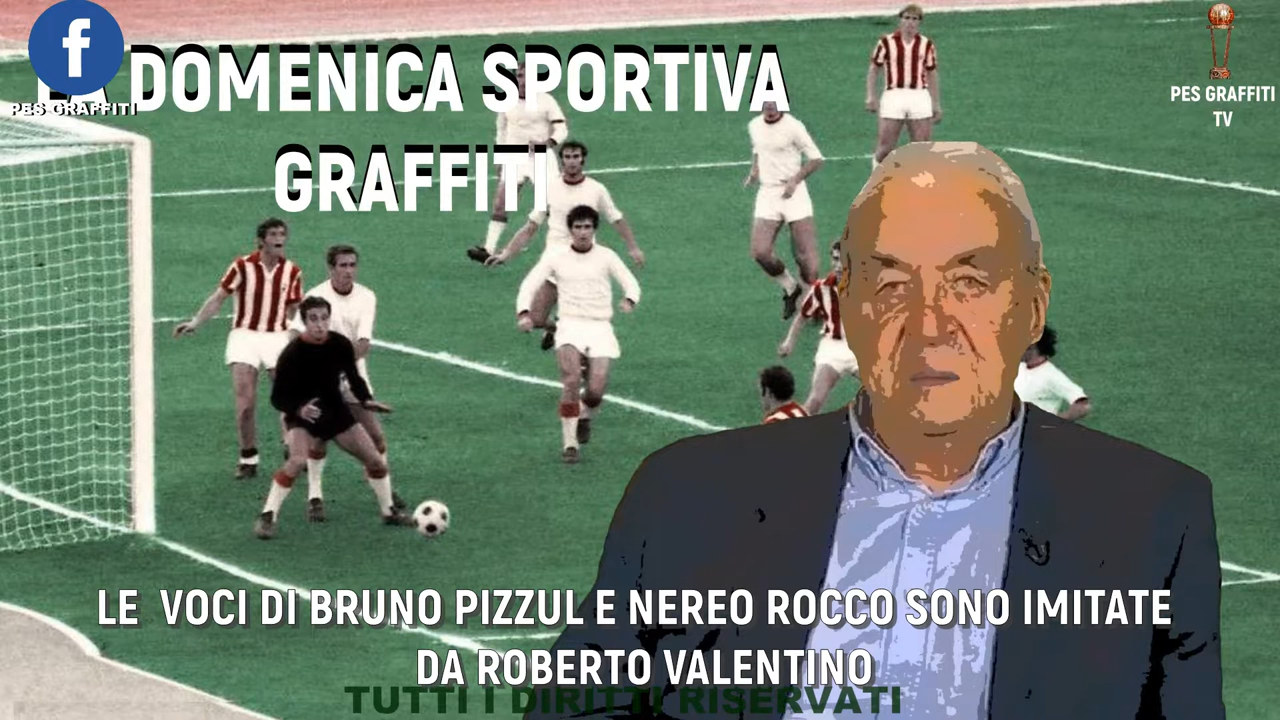 LA DOMENICA SPORTIVA
GRAFFITI
f
PES GRAFFITI
PES GRAFFITI
TV
LE VOCI DI BRUNO PIZZUL E NEREO ROCCO SONO IMITATE
DA ROBERTO VALENTINO
TUTTI I DIRITTI RISERVATI